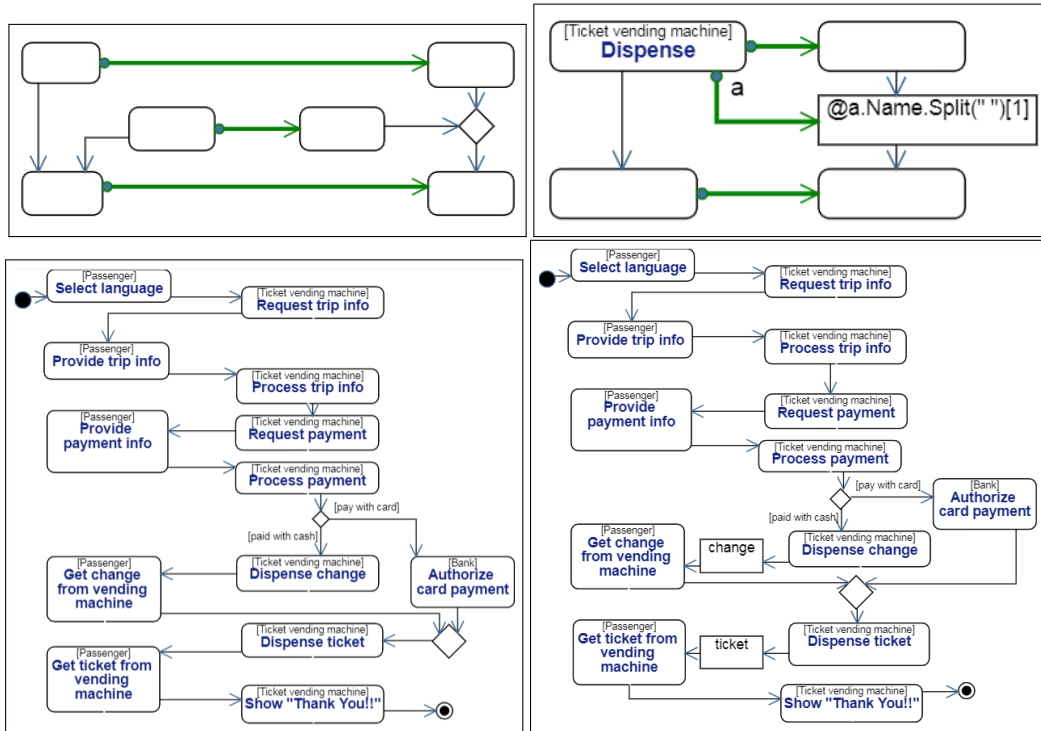 [Ticket vending machine]
Dispense
a
@a.Name.Split(" ")[1]
[Passenger]
Select language
[Ticket vending machine]
Request trip info
[Passenger]
Provide trip info
[Ticket vending machine]
Process trip info
[Passenger]
Provide
payment info
[Ticket vending machine]
Request payment
[Ticket vending machine]
Process payment
[pay with card]
[paid with cash]
[Passenger]
Get change
from vending
machine
[Ticket vending machine]
Dispense change
[Bank]
Authorize
card payment
[Ticket vending machine]
Dispense ticket
[Passenger]
Get ticket from
vending
machine
[Ticket vending machine]
Show "Thank You!!"
[Passenger]
Select language
[Ticket vending machine]
Request trip info
[Passenger]
Provide trip info
[Ticket vending machine]
Process trip info
[Passenger]
Provide
payment info
[Ticket vending machine]
Request payment
[Ticket vending machine]
Process payment
[pay with card]
[Bank]
Authorize
card payment
[paid with cash]
[Passenger]
Get change
from vending
machine
change
[Ticket vending machine]
Dispense change
[Passenger]
Get ticket from
vending
machine
ticket
[Ticket vending machine]
Dispense ticket
[Ticket vending machine]
Show "Thank You!!"